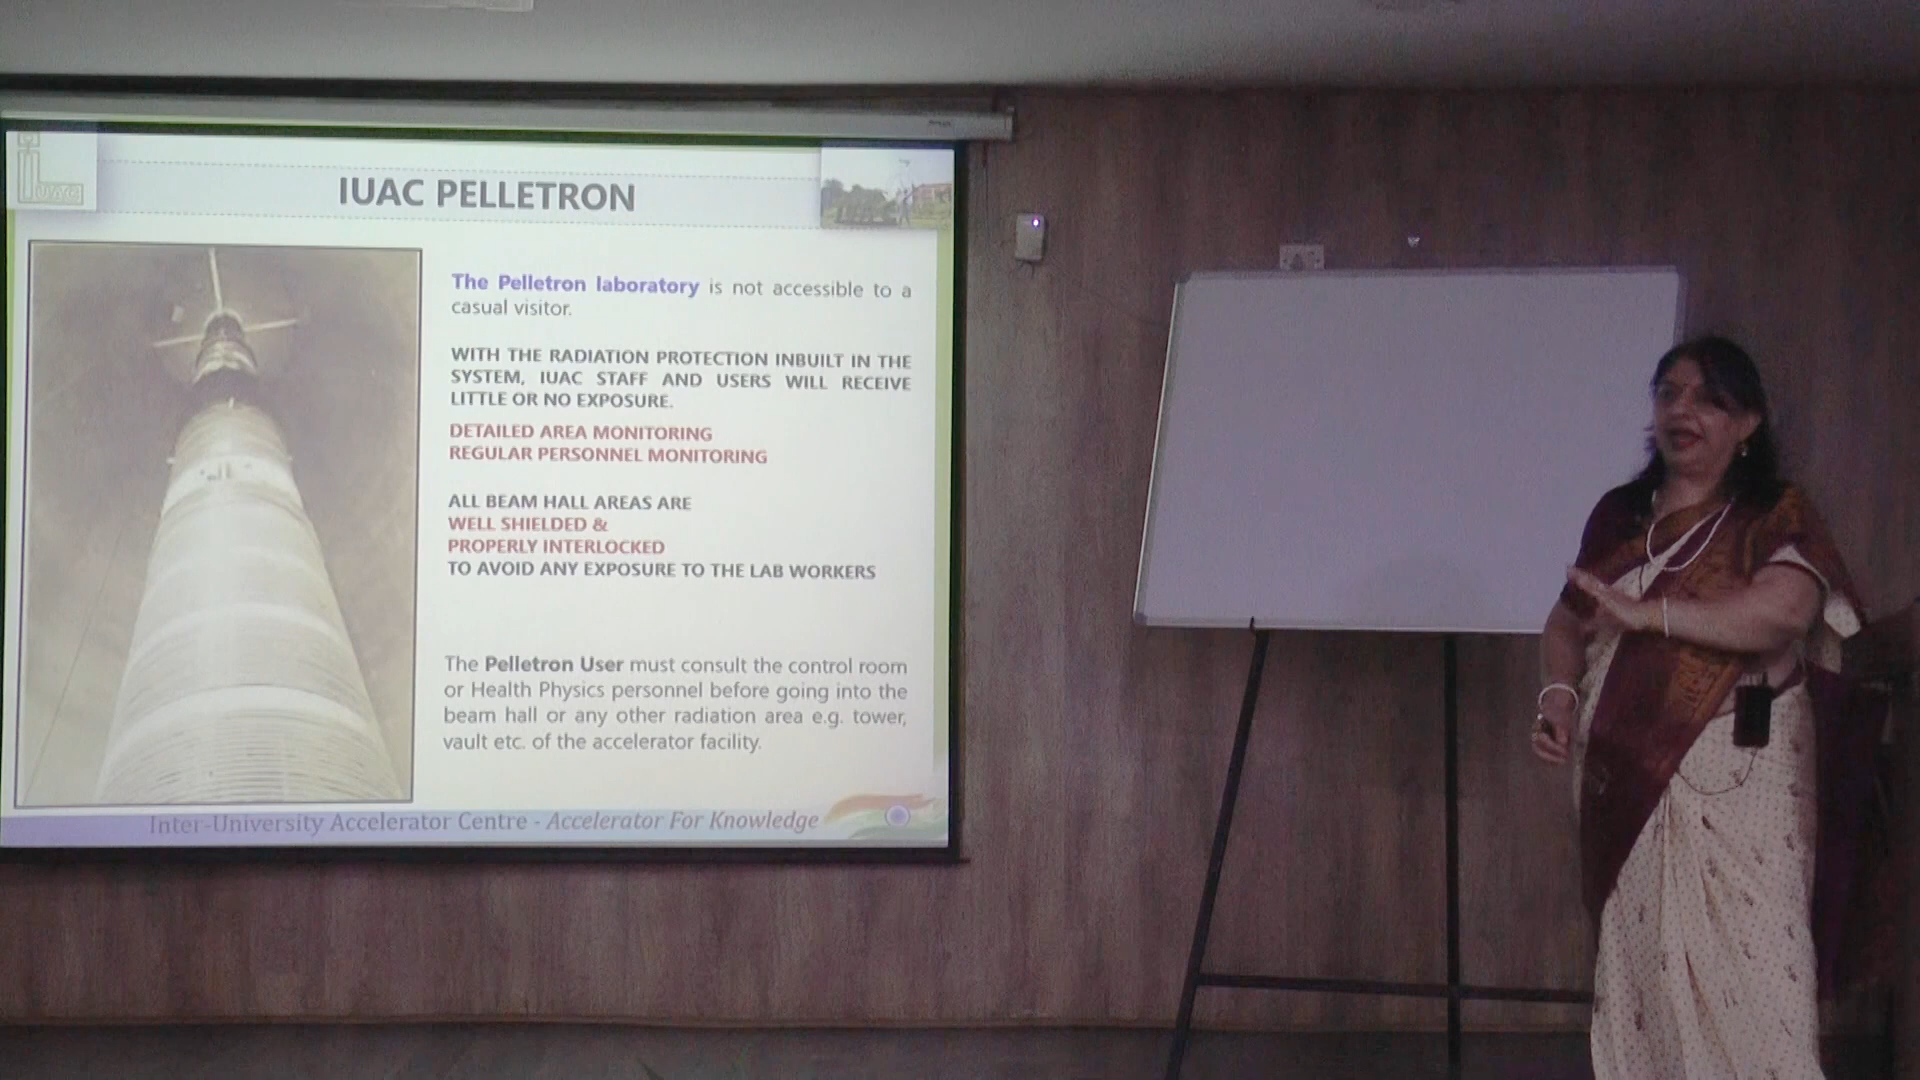 IUAC
IUAC PELLETRON
The Pelletron laboratory is not accessible to a
casual visitor.
WITH THE RADIATION PROTECTION INBUILT IN THE
SYSTEM, IUAC STAFF AND USERS WILL RECEIVE
LITTLE OR NO EXPOSURE.
DETAILED AREA MONITORING
REGULAR PERSONNEL MONITORING
ALL BEAM HALL AREAS ARE
WELL SHIELDED &
PROPERLY INTERLOCKED
TO AVOID ANY EXPOSURE TO THE LAB WORKERS
The Pelletron User must consult the control room
or Health Physics personnel before going into the
beam hall or any other radiation area e.g. tower,
vault etc. of the accelerator facility.
Inter-University Accelerator Centre - Accelerator For Knowledge